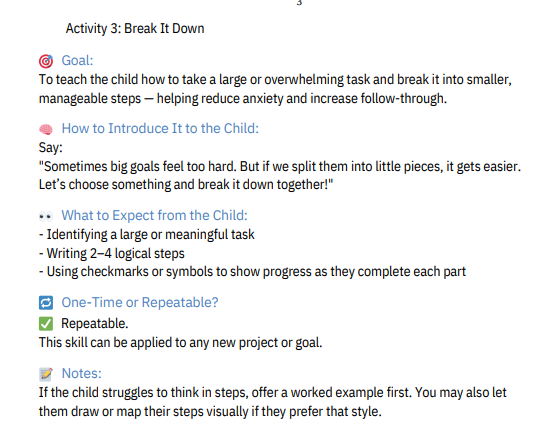 3
Activity 3: Break It Down
🎯 Goal:
To teach the child how to take a large or overwhelming task and break it into smaller,
manageable steps — helping reduce anxiety and increase follow-through.
🧠 How to Introduce It to the Child:
Say:
"Sometimes big goals feel too hard. But if we split them into little pieces, it gets easier.
Let's choose something and break it down together!"
👀 What to Expect from the Child:
- Identifying a large or meaningful task
- Writing 2–4 logical steps
- Using checkmarks or symbols to show progress as they complete each part
🔁 One-Time or Repeatable?
✅ Repeatable.
This skill can be applied to any new project or goal.
📝 Notes:
If the child struggles to think in steps, offer a worked example first. You may also let
them draw or map their steps visually if they prefer that style.